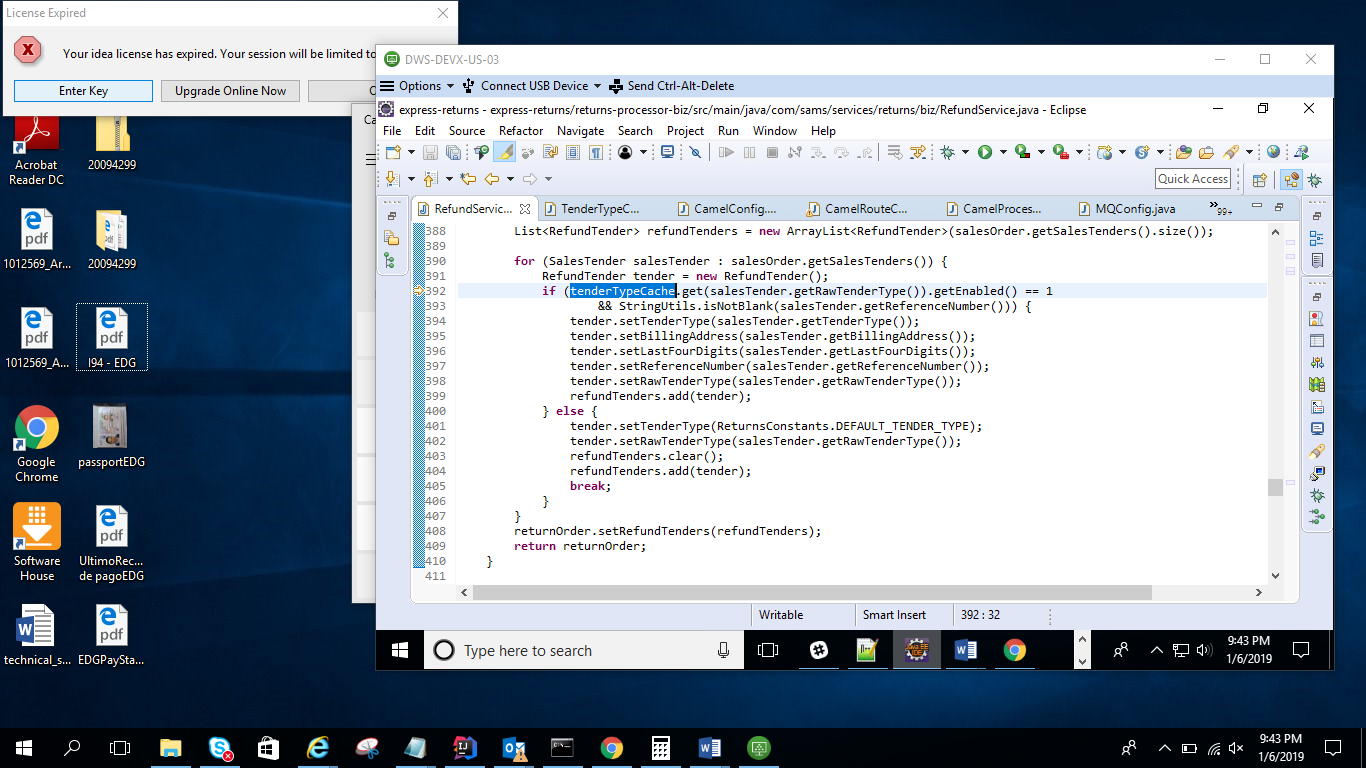 License Expired
Your idea license has expired. Your session will be limited to
Enter Key
Upgrade Online Now
Acrobat
Reader DC
20094299
1012569_Ar...
20094299
1012569_A...
I94 - EDG
Google
Chrome
passportEDG
Software
House
UltimoRec...
de pagoEDG
technical_s...
EDGPaySta...
DWS-DEVX-US-03
Options
Connect USB Device
Send Ctrl-Alt-Delete
express-returns - express-returns/returns-processor-biz/src/main/java/com/sams/services/returns/biz/RefundService.java - Eclipse
File Edit Source Refactor Navigate Search Project Run Window Help
Quick Access
RefundServic... TenderTypeC... CamelConfig.... CamelRouteC... CamelProces... MQConfig.java 99+
388 List<RefundTender> refundTenders = new ArrayList<RefundTender>(salesOrder.getSalesTenders().size());
389
390 for (SalesTender salesTender : salesOrder.getSalesTenders()) {
391 RefundTender tender = new RefundTender();
392 if (tenderTypeCache.get(salesTender.getRawTenderType()).getEnabled() == 1
393 && StringUtils.isNotBlank(salesTender.getReferenceNumber())) {
394 tender.setTenderType(salesTender.getTenderType());
395 tender.setBillingAddress(salesTender.getBillingAddress());
396 tender.setLastFourDigits(salesTender.getLastFourDigits());
397 tender.setReferenceNumber(salesTender.getReferenceNumber());
398 tender.setRawTenderType(salesTender.getRawTenderType());
399 refundTenders.add(tender);
400 } else {
401 tender.setTenderType(ReturnsConstants.DEFAULT_TENDER_TYPE);
402 tender.setRawTenderType(salesTender.getRawTenderType());
403 refundTenders.clear();
404 refundTenders.add(tender);
405 break;
406 }
407 }
408 returnOrder.setRefundTenders(refundTenders);
409 return returnOrder;
410 }
411
Writable
Smart Insert
392 : 32
Type here to search
9:43 PM
1/6/2019
9:43 PM
1/6/2019